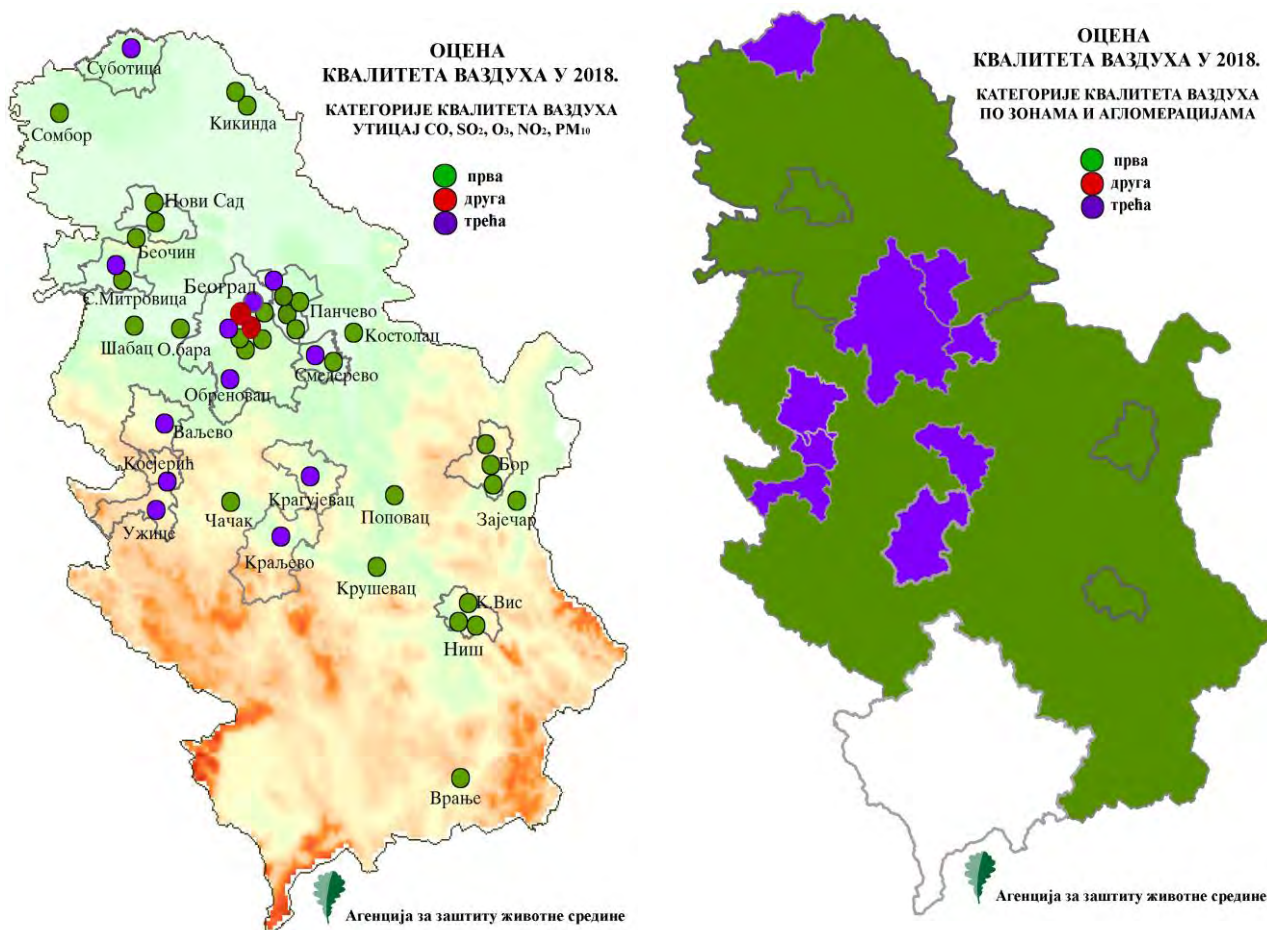 ОЦЕНА
КВАЛИТЕТА ВАЗДУХА У 2018.
КАТЕГОРИЈЕ КВАЛИТЕТА ВАЗДУХА
УТИЦАЈ CO, SO₂, O₃, NO₂, PM₁₀
прва
друга
трећа
Суботица
Сомбор
Кикинда
Нови Сад
Беочин
С.Митровица
Београд
Панчево
Шабац
О.бара
Костолац
Смедерево
Обреновац
Ваљево
Косјерић
Ужице
Чачак
Крагујевац
Поповац
Бор
Зајечар
Краљево
Крушевац
К.Вис
Ниш
Врање
Агенција за заштиту животне средине
ОЦЕНА
КВАЛИТЕТА ВАЗДУХА У 2018.
КАТЕГОРИЈЕ КВАЛИТЕТА ВАЗДУХА
ПО ЗОНАМА И АГЛОМЕРАЦИЈАМА
прва
друга
трећа
Агенција за заштиту животне средине